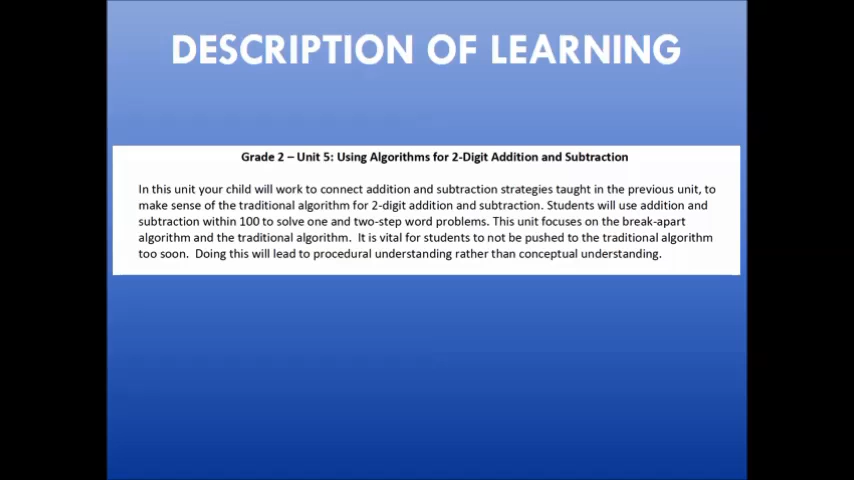 DESCRIPTION OF LEARNING
Grade 2 – Unit 5: Using Algorithms for 2-Digit Addition and Subtraction
In this unit your child will work to connect addition and subtraction strategies taught in the previous unit, to
make sense of the traditional algorithm for 2-digit addition and subtraction. Students will use addition and
subtraction within 100 to solve one and two-step word problems. This unit focuses on the break-apart
algorithm and the traditional algorithm.  It is vital for students to not be pushed to the traditional algorithm
too soon.  Doing this will lead to procedural understanding rather than conceptual understanding.